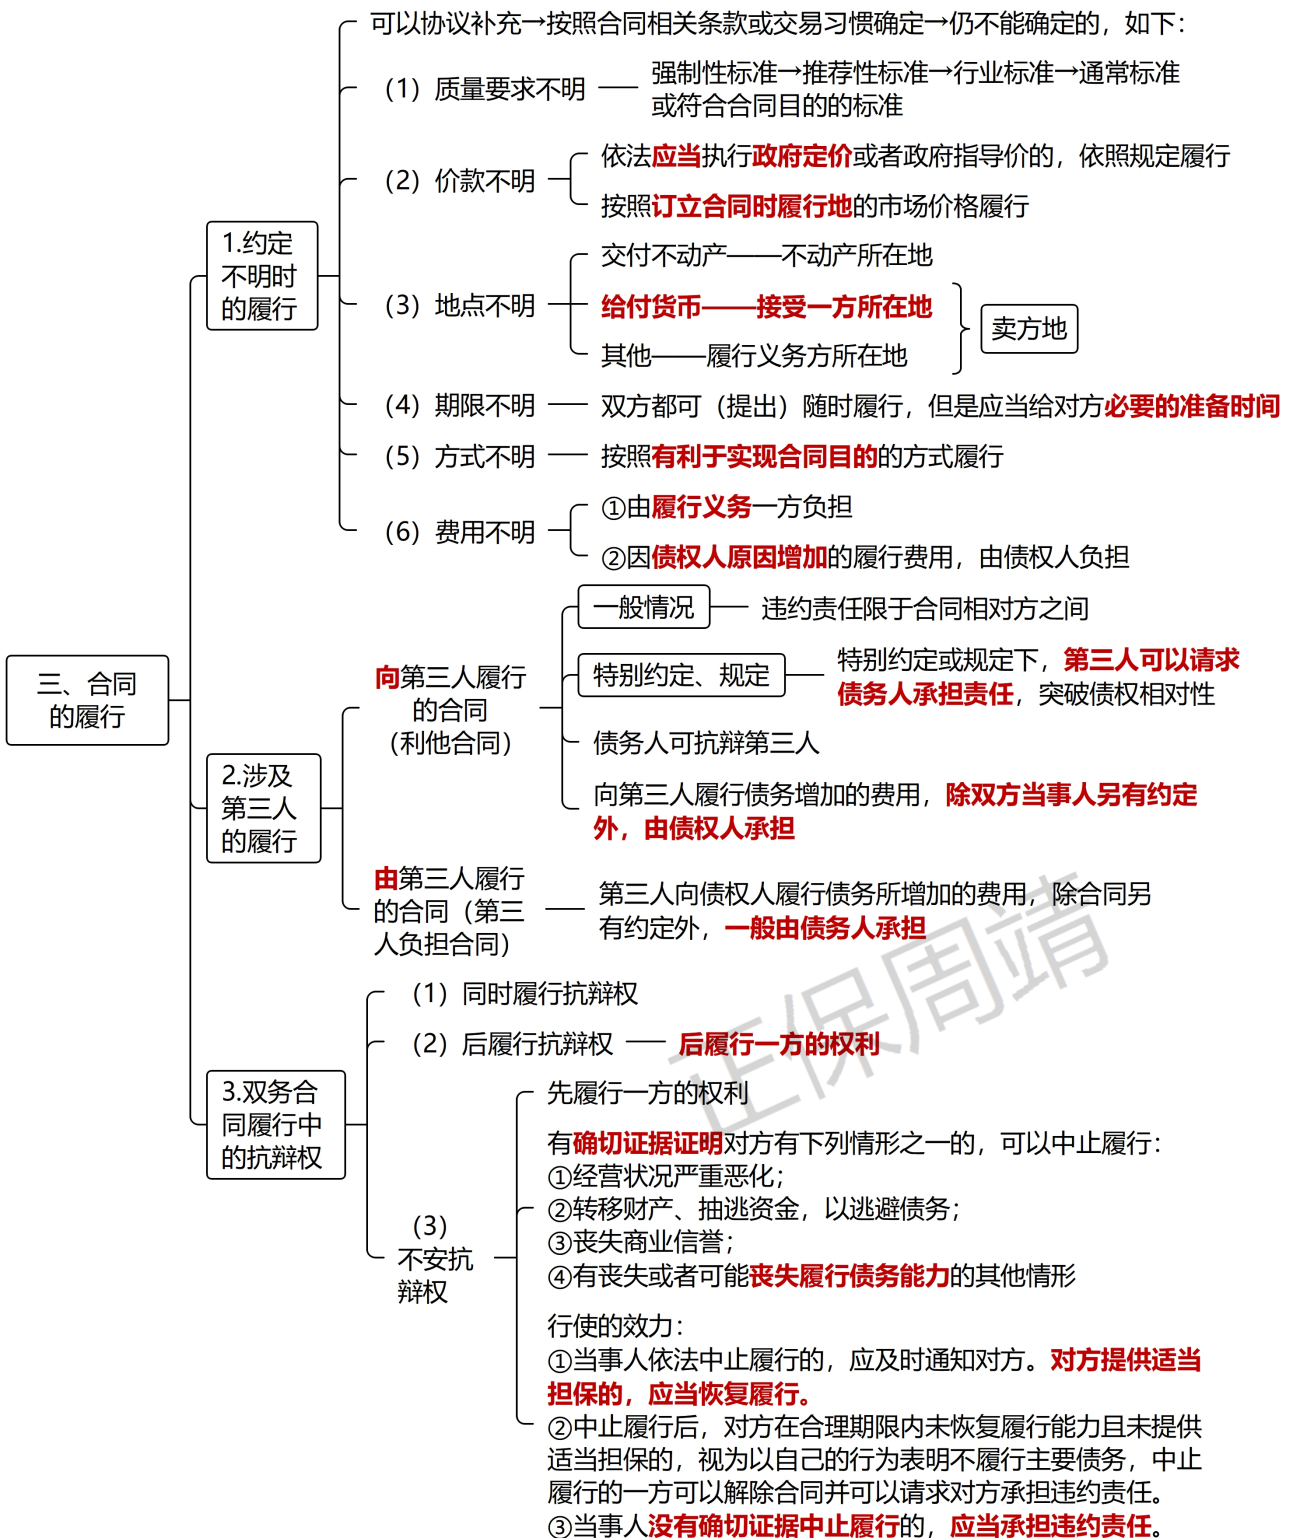 三、合同
的履行
1.约定
不明时
的履行
可以协议补充→按照合同相关条款或交易习惯确定→仍不能确定的，如下：
（1）质量要求不明
强制性标准→推荐性标准→行业标准→通常标准
或符合合同目的的标准
（2）价款不明
依法应当执行政府定价或者政府指导价的，依照规定履行
按照订立合同时履行地的市场价格履行
（3）地点不明
交付不动产——不动产所在地
给付货币——接受一方所在地
其他——履行义务方所在地
卖方地
（4）期限不明
双方都可（提出）随时履行，但是应当给对方必要的准备时间
（5）方式不明
按照有利于实现合同目的的方式履行
（6）费用不明
①由履行义务一方负担
②因债权人原因增加的履行费用，由债权人负担
2.涉及
第三人
的履行
向第三人履行
的合同
（利他合同）
一般情况
违约责任限于合同相对方之间
特别约定、规定
特别约定或规定下，第三人可以请求
债务人承担责任，突破债权相对性
债务人可抗辩第三人
向第三人履行债务增加的费用，除双方当事人另有约定
外，由债权人承担
由第三人履行
的合同（第三
人负担合同）
第三人向债权人履行债务所增加的费用，除合同另
有约定外，一般由债务人承担
3.双务合
同履行中
的抗辩权
（1）同时履行抗辩权
（2）后履行抗辩权
后履行一方的权利
（3）
不安抗
辩权
先履行一方的权利
有确切证据证明对方有下列情形之一的，可以中止履行：
①经营状况严重恶化；
②转移财产、抽逃资金，以逃避债务；
③丧失商业信誉；
④有丧失或者可能丧失履行债务能力的其他情形
行使的效力：
①当事人依法中止履行的，应及时通知对方。对方提供适当
担保的，应当恢复履行。
②中止履行后，对方在合理期限内未恢复履行能力且未提供
适当担保的，视为以自己的行为表明不履行主要债务，中止
履行的一方可以解除合同并可以请求对方承担违约责任。
③当事人没有确切证据中止履行的，应当承担违约责任。
正保周靖